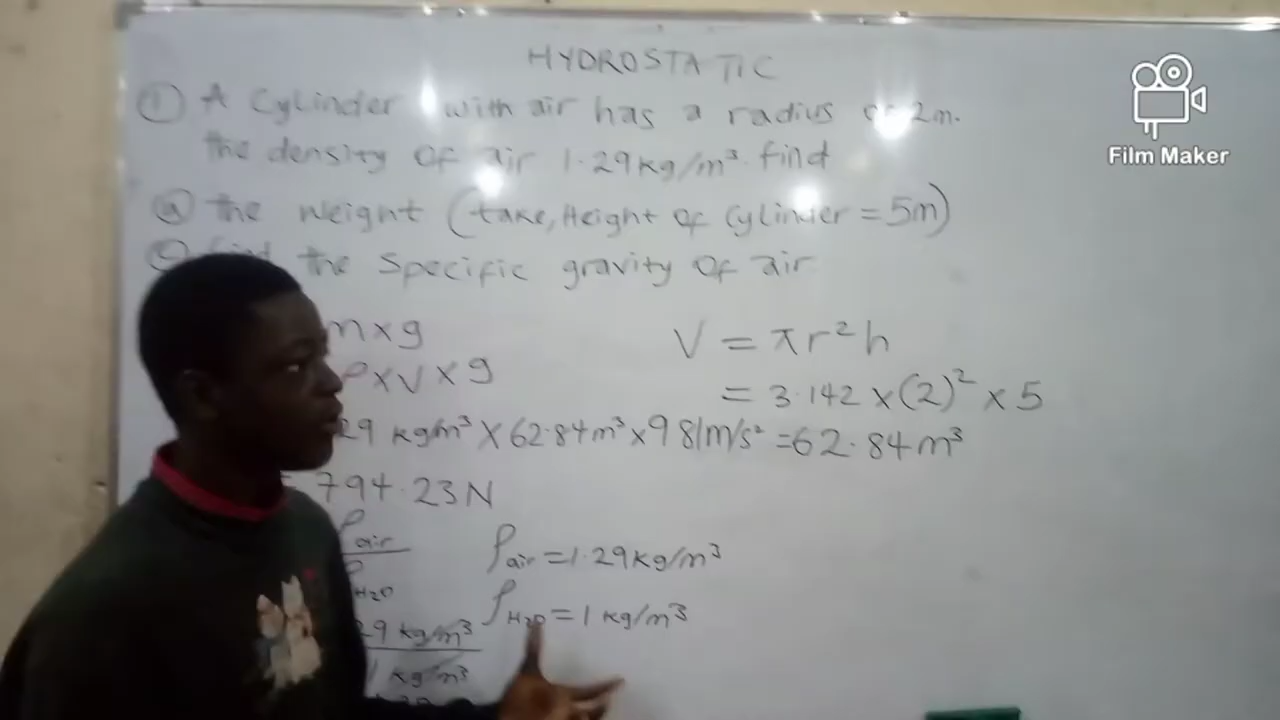 HYDROSTATIC
① A Cylinder with air has a radius of 2m.
the density of air 1.29kg/m³. find
ⓐ the weight (take, Height of Cylinder = 5m)
the specific gravity of air
m x g
ρ x V x g
29 kg/m³ X 62.84m³ x 9 81m/s²
= 794.23N
ρair
ρH₂O
29 kg/m³
1 kg/m³
V = πr²h
= 3.142 x (2)² x 5
= 62.84m³
ρair = 1.29kg/m³
ρH₂O = 1 kg/m³
Film Maker